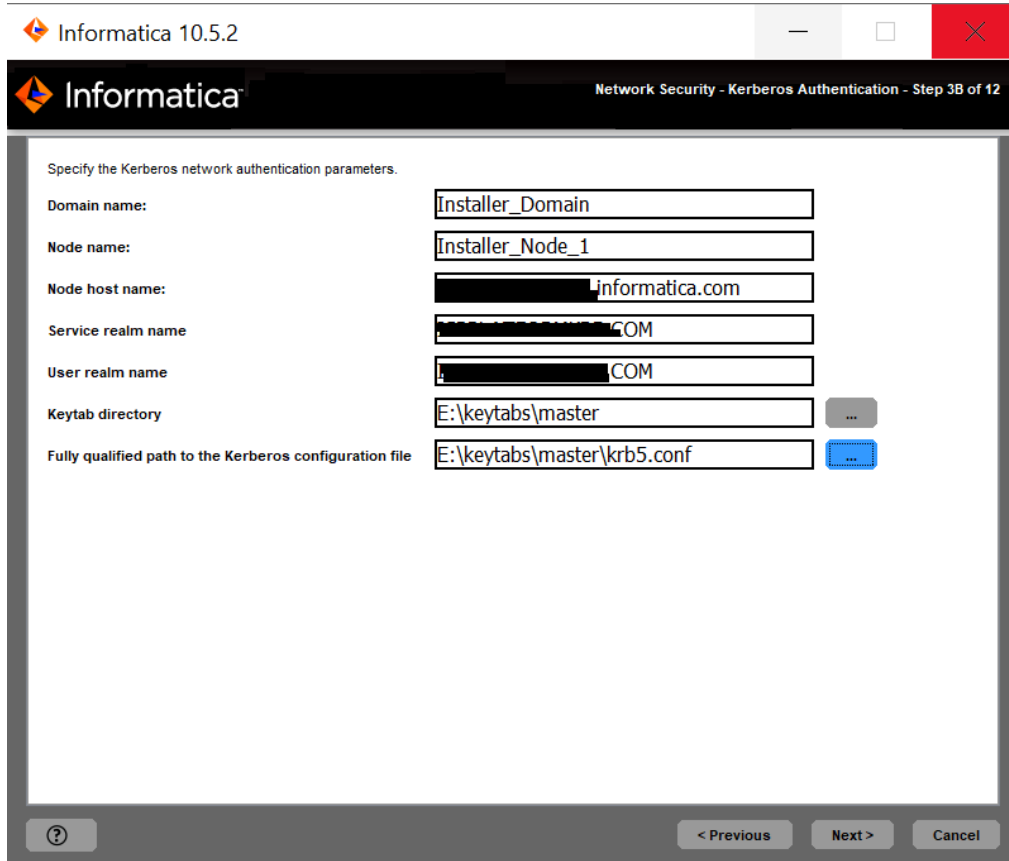 Informatica 10.5.2
Informatica
Network Security - Kerberos Authentication - Step 3B of 12
Specify the Kerberos network authentication parameters.
Domain name: Installer_Domain
Node name: Installer_Node_1
Node host name: .informatica.com
Service realm name .COM
User realm name .COM
Keytab directory E:\keytabs\master ...
Fully qualified path to the Kerberos configuration file E:\keytabs\master\krb5.conf ...
? < Previous Next > Cancel